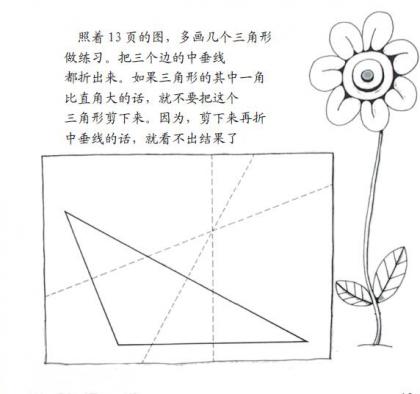 照着13页的图，多画几个三角形
做练习。把三个边的中垂线
都折出来。如果三角形的其中一角
比直角大的话，就不要把这个
三角形剪下来。因为，剪下来再折
中垂线的话，就看不出结果了